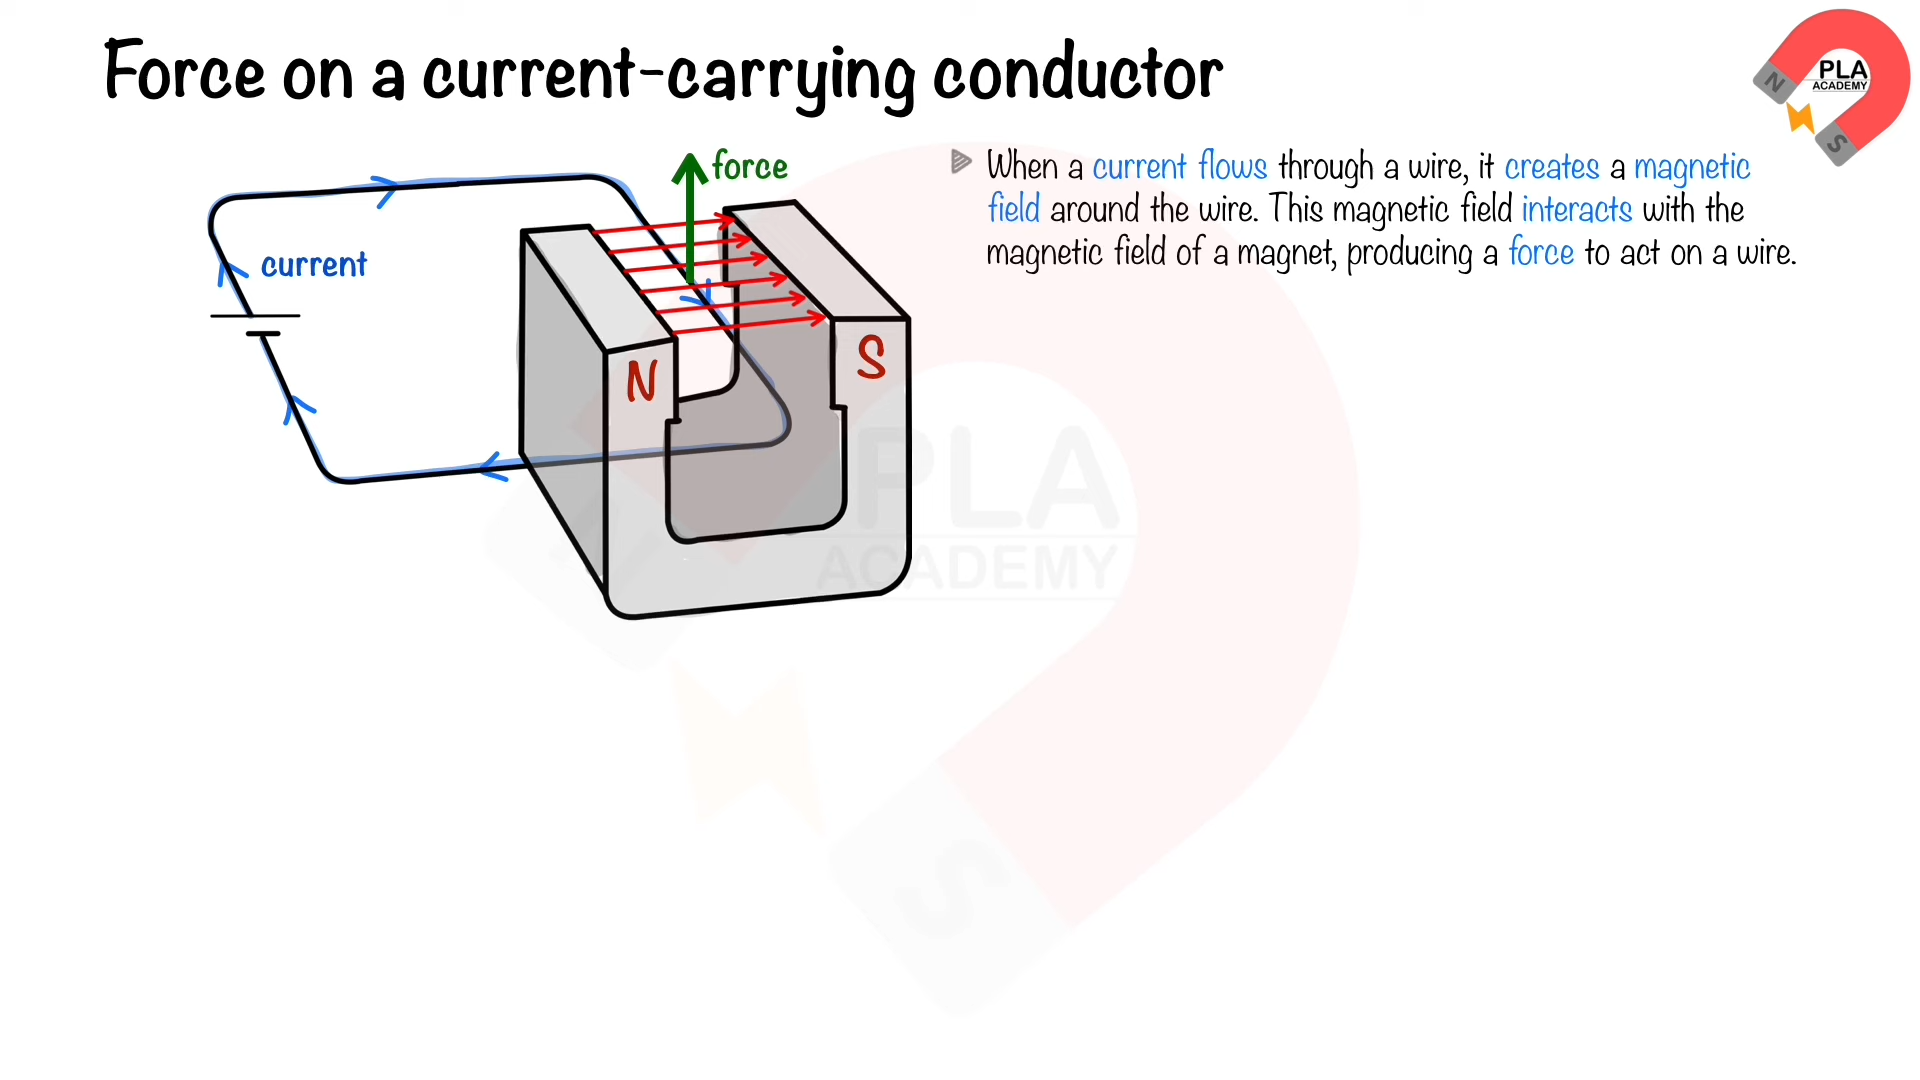 Force on a current-carrying conductor
PLA
ACADEMY
N
S
force
When a current flows through a wire, it creates a magnetic
field around the wire. This magnetic field interacts with the
magnetic field of a magnet, producing a force to act on a wire.
current
N
S
PLA
ACADEMY
N
S